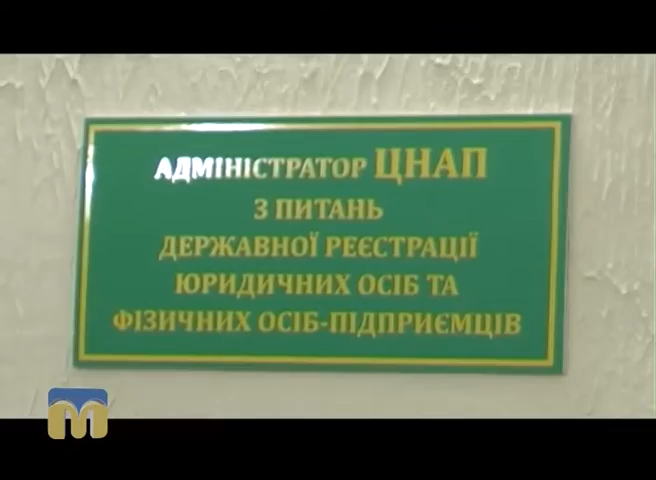 АДМІНІСТРАТОР ЦНАП
З ПИТАНЬ
ДЕРЖАВНОЇ РЕЄСТРАЦІЇ
ЮРИДИЧНИХ ОСІБ ТА
ФІЗИЧНИХ ОСІБ-ПІДПРИЄМЦІВ